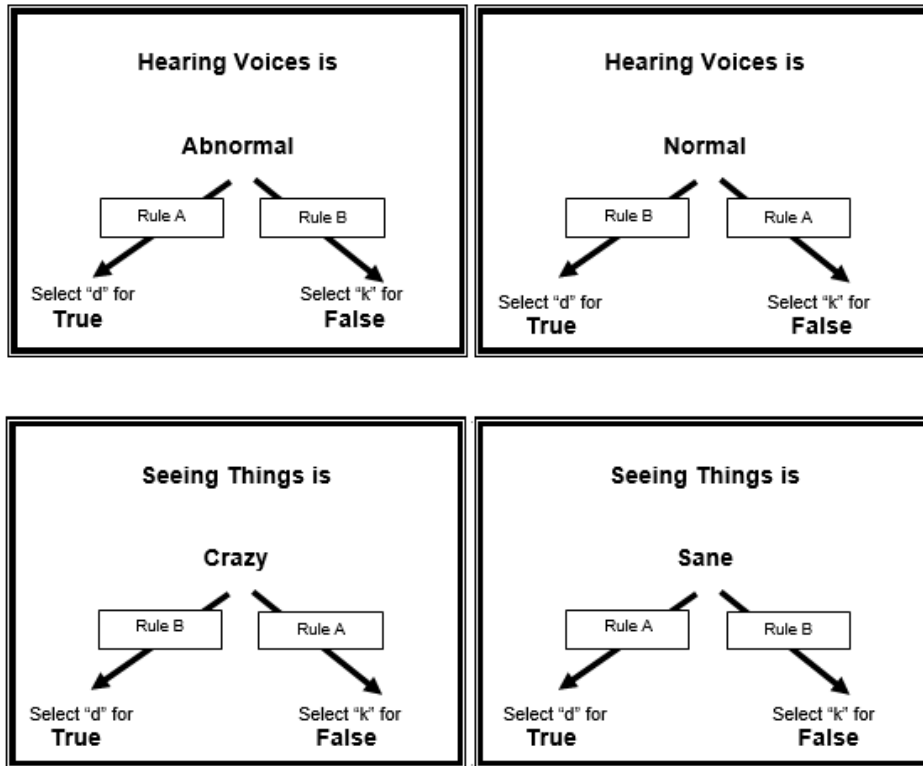 Hearing Voices is
Abnormal
Rule A
Rule B
Select “d” for
True
Select “k” for
False
Hearing Voices is
Normal
Rule B
Rule A
Select “d” for
True
Select “k” for
False
Seeing Things is
Crazy
Rule B
Rule A
Select “d” for
True
Select “k” for
False
Seeing Things is
Sane
Rule A
Rule B
Select “d” for
True
Select “k” for
False